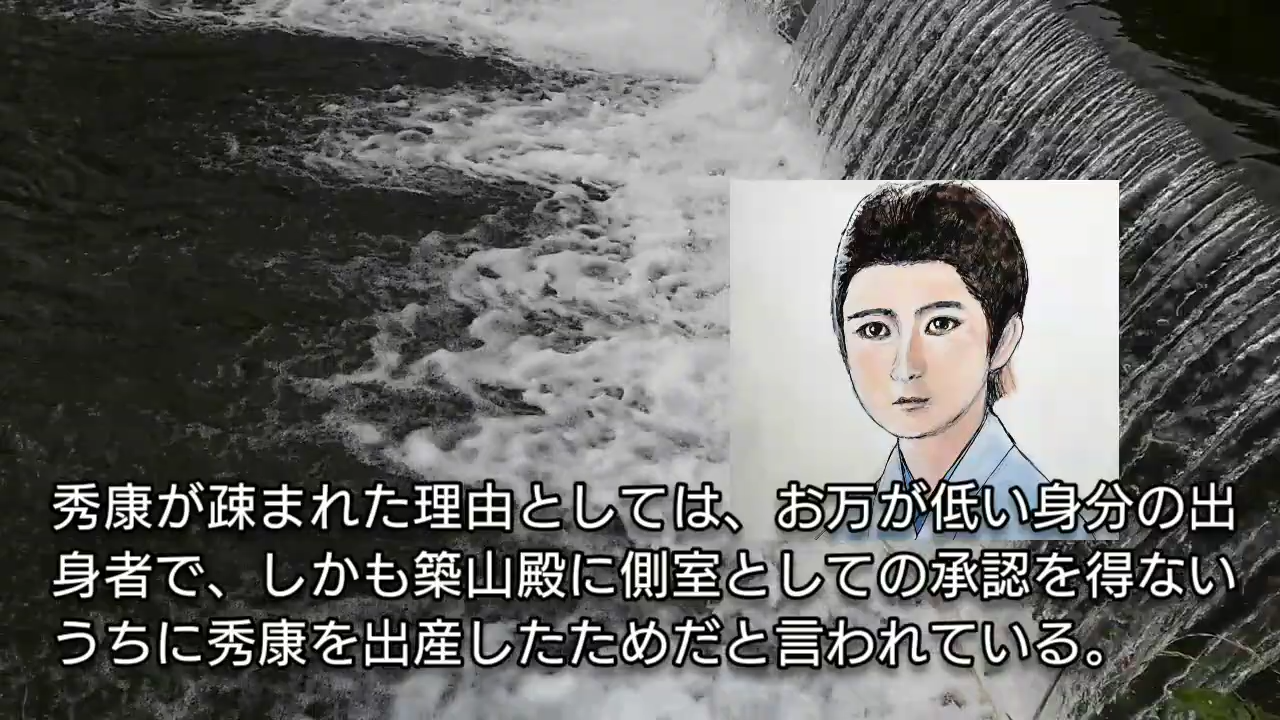 秀康が疎まれた理由としては、お万が低い身分の出
身者で、しかも築山殿に側室としての承認を得ない
うちに秀康を出産したためだと言われている。